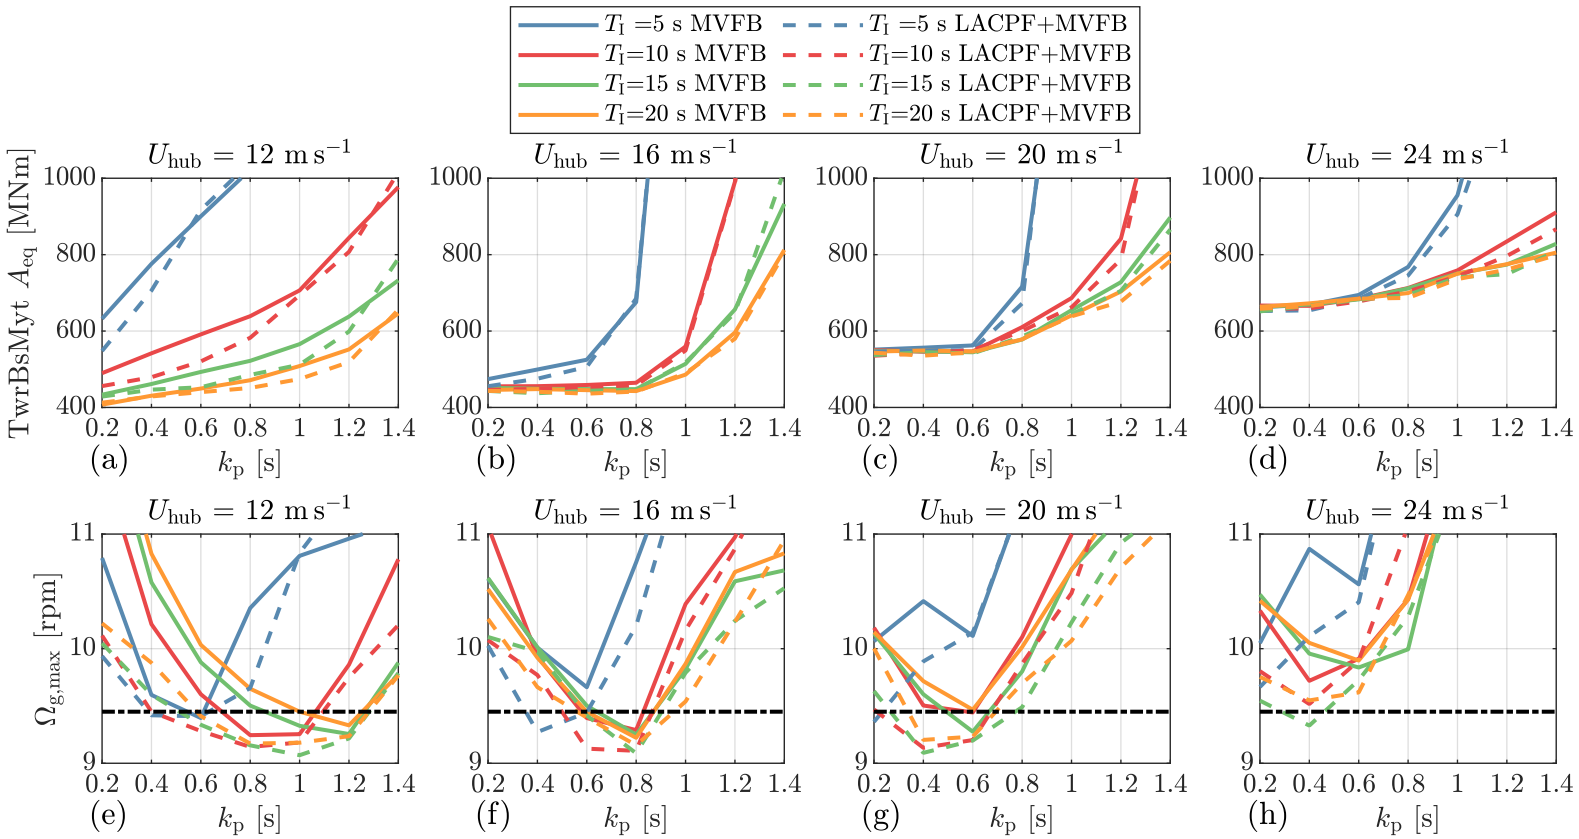 T_I =5 s MVFB
T_I =5 s LACPF+MVFB
T_I=10 s MVFB
T_I=10 s LACPF+MVFB
T_I=15 s MVFB
T_I=15 s LACPF+MVFB
T_I=20 s MVFB
T_I=20 s LACPF+MVFB
U_hub = 12 m s⁻¹
U_hub = 16 m s⁻¹
U_hub = 20 m s⁻¹
U_hub = 24 m s⁻¹
TwrBsMyt A_eq [MNm]
1000
800
600
400
0.2 0.4 0.6 0.8 1 1.2 1.4
(a) k_p [s]
1000
800
600
400
0.2 0.4 0.6 0.8 1 1.2 1.4
(b) k_p [s]
1000
800
600
400
0.2 0.4 0.6 0.8 1 1.2 1.4
(c) k_p [s]
1000
800
600
400
0.2 0.4 0.6 0.8 1 1.2 1.4
(d) k_p [s]
U_hub = 12 m s⁻¹
U_hub = 16 m s⁻¹
U_hub = 20 m s⁻¹
U_hub = 24 m s⁻¹
Ω_g,max [rpm]
11
10
9
0.2 0.4 0.6 0.8 1 1.2 1.4
(e) k_p [s]
11
10
9
0.2 0.4 0.6 0.8 1 1.2 1.4
(f) k_p [s]
11
10
9
0.2 0.4 0.6 0.8 1 1.2 1.4
(g) k_p [s]
11
10
9
0.2 0.4 0.6 0.8 1 1.2 1.4
(h) k_p [s]